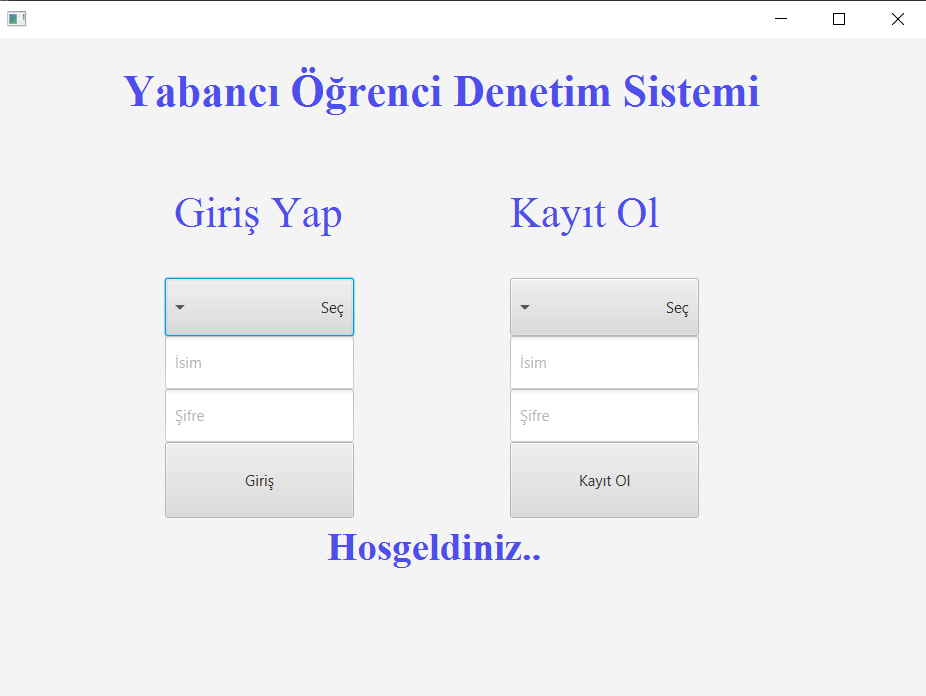 Yabancı Öğrenci Denetim Sistemi
Giriş Yap
Seç
İsim
Şifre
Giriş
Kayıt Ol
Seç
İsim
Şifre
Kayıt Ol
Hosgeldiniz..